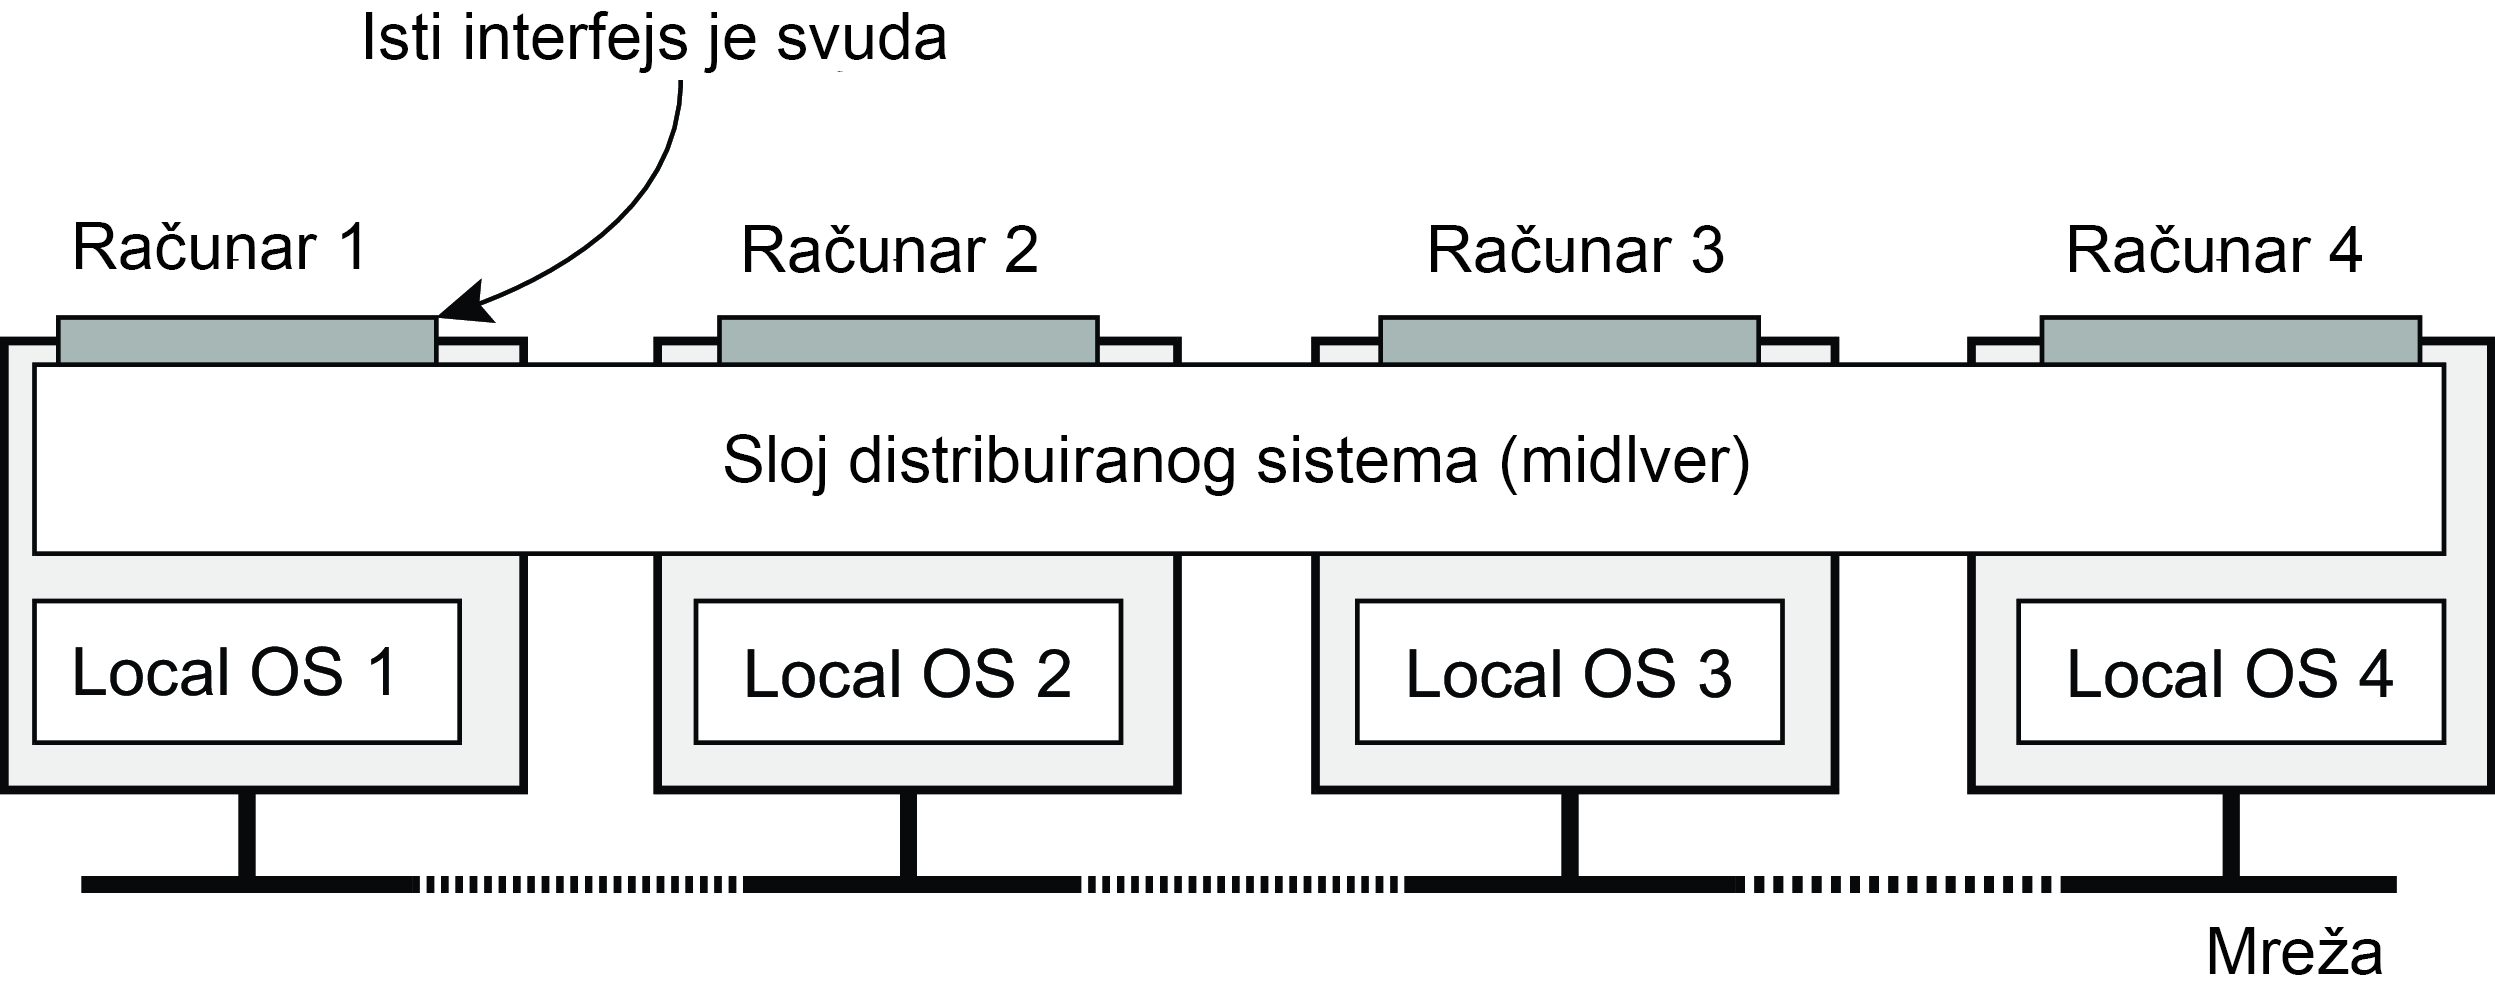 Isti interfejs je svuda
Računar 1
Računar 2
Računar 3
Računar 4
Sloj distribuiranog sistema (midlver)
Local OS 1
Local OS 2
Local OS 3
Local OS 4
Mreža